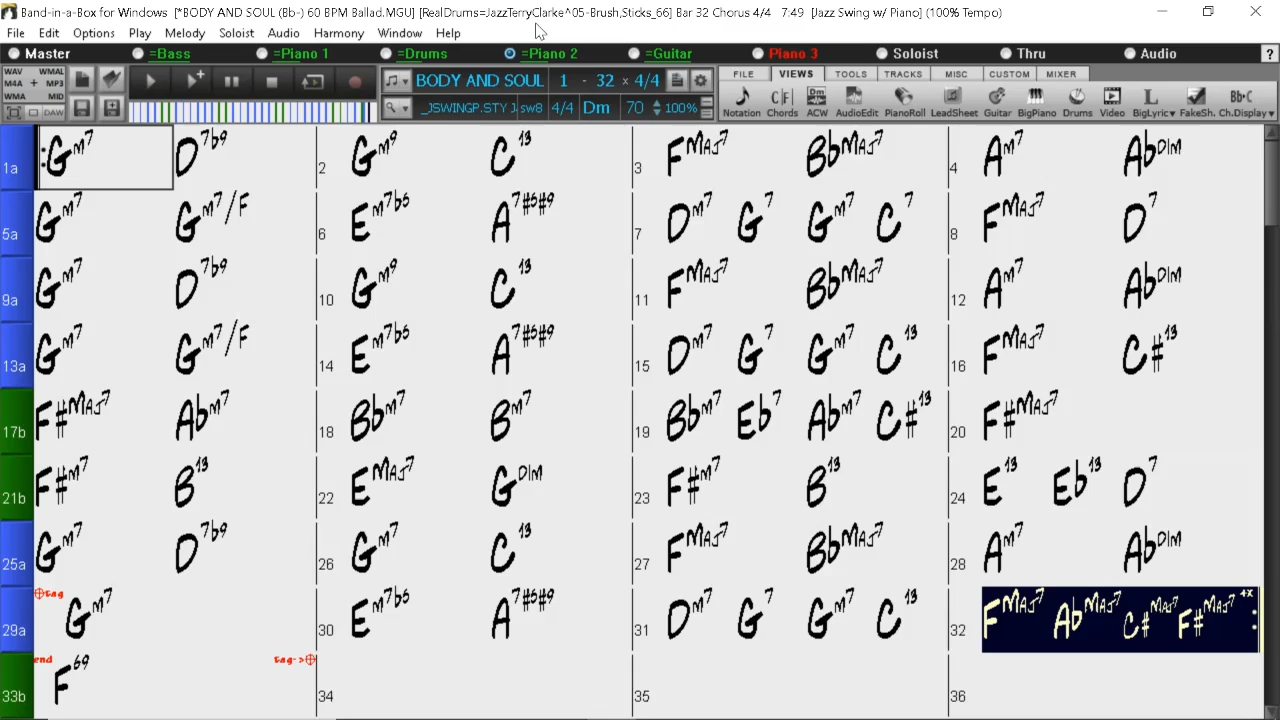 Band-in-a-Box for Windows [*BODY AND SOUL (Bb-) 60 BPM Ballad.MGU] [RealDrums=JazzTerryClarke^05-Brush,Sticks_66] Bar 32 Chorus 4/4 7:49 [Jazz Swing w/ Piano] (100% Tempo)
File Edit Options Play Melody Soloist Audio Harmony Window Help
Master =Bass =Piano 1 =Drums =Piano 2 =Guitar Piano 3 Soloist Thru Audio ?
WAV WMAL BODY AND SOUL 1 - 32 x 4/4 FILE VIEWS TOOLS TRACKS MISC CUSTOM MIXER
M4A + MP3
WMA MID
DAW _JSWINGP.STY J sw8 4/4 Dm 70 100% Notation Chords ACW AudioEdit PianoRoll LeadSheet Guitar BigPiano Drums Video BigLyric FakeSh. Ch.Display
1a Gm7 D7b9 2 Gm9 C13 3 FMaj7 BbMaj7 4 Am7 AbDIM
5a Gm7 Gm7/F 6 Em7b5 A7#5#9 7 Dm7 G7 Gm7 C7 8 FMaj7 D7
9a Gm7 D7b9 10 Gm9 C13 11 FMaj7 BbMaj7 12 Am7 AbDIM
13a Gm7 Gm7/F 14 Em7b5 A7#5#9 15 Dm7 G7 Gm7 C13 16 FMaj7 C#13
17b F#Maj7 Abm7 18 Bbm7 Bm7 19 Bbm7 Eb7 Abm7 C#13 20 F#Maj7
21b F#m7 B13 22 EMaj7 GDIM 23 F#m7 B13 24 E13 Eb13 D7
25a Gm7 D7b9 26 Gm7 C13 27 FMaj7 BbMaj7 28 Am7 AbDIM
tag
29a Gm7 30 Em7b5 A7#5#9 31 Dm7 G7 Gm7 C13 32 FMaj7 AbMaj7 C#Maj7 F#Maj7 +x
end tag->
33b F69 34 35 36